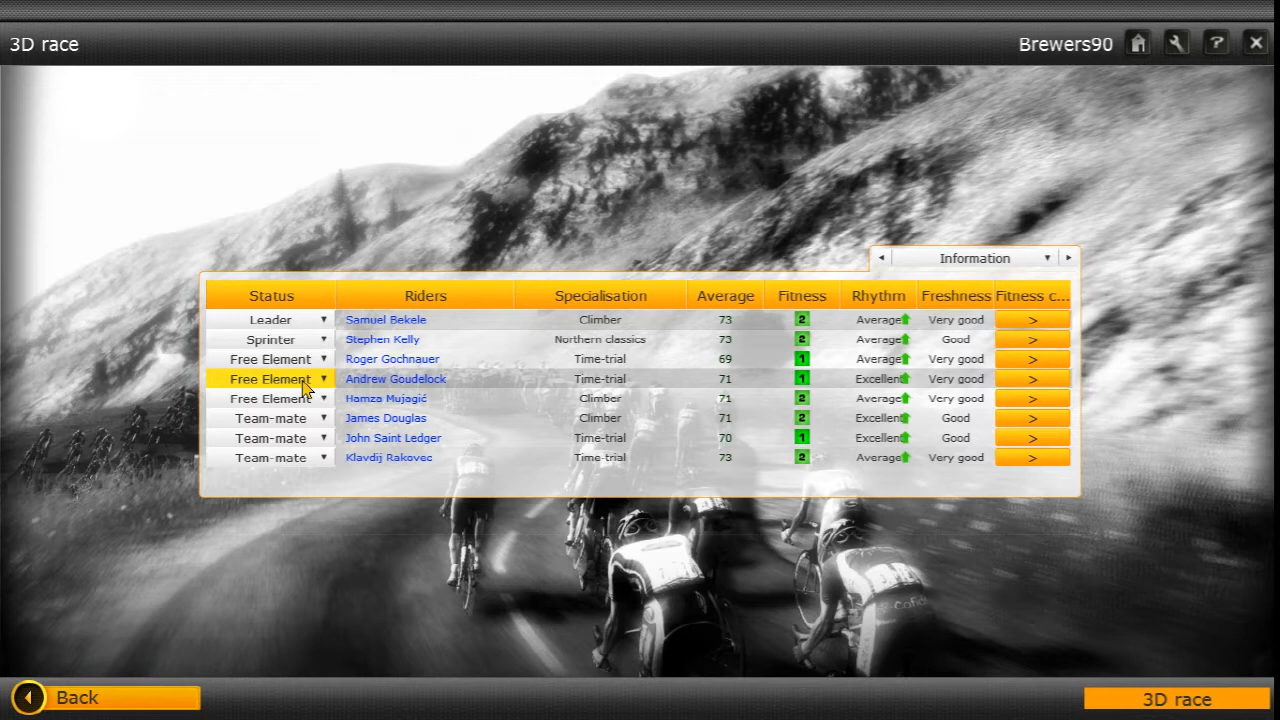 3D race
Brewers90 ?
Information
Status Riders Specialisation Average Fitness Rhythm Freshness Fitness c...
Leader Samuel Bekele Climber 73 2 Average Very good >
Sprinter Stephen Kelly Northern classics 73 2 Average Good >
Free Element Roger Gochnauer Time-trial 69 1 Average Very good >
Free Element Andrew Goudelock Time-trial 71 1 Excellent Very good >
Free Element Hamza Mujagić Climber 71 2 Average Very good >
Team-mate James Douglas Climber 71 2 Excellent Good >
Team-mate John Saint Ledger Time-trial 70 1 Excellent Good >
Team-mate Klavdij Rakovec Time-trial 73 2 Average Very good >
Back
3D race